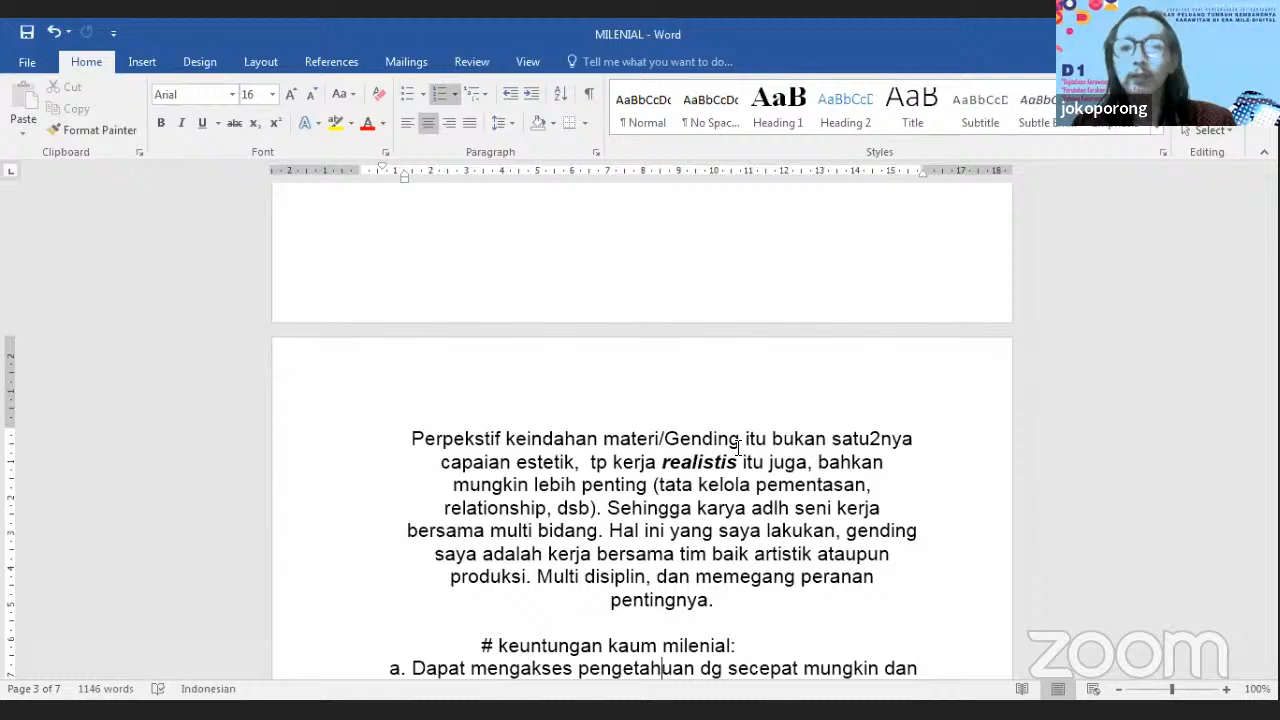 MILENIAL - Word
File Home Insert Design Layout References Mailings Review View Tell me what you want to do...
Paste
Cut
Copy
Format Painter
Clipboard
Arial 16
Font
Paragraph
AaBbCcDc AaBbCcDc AaB AaBbCcD AaB AaBbCcD
¶ Normal ¶ No Spac... Heading 1 Heading 2 Title Subtitle
Styles
Select
Editing
KARAWITAN DI ERA MILE-DIGITAL
D1
jokoporong
Perpekstif keindahan materi/Gending itu bukan satu2nya
capaian estetik, tp kerja realistis itu juga, bahkan
mungkin lebih penting (tata kelola pementasan,
relationship, dsb). Sehingga karya adlh seni kerja
bersama multi bidang. Hal ini yang saya lakukan, gending
saya adalah kerja bersama tim baik artistik ataupun
produksi. Multi disiplin, dan memegang peranan
pentingnya.
# keuntungan kaum milenial:
a. Dapat mengakses pengetahuan dg secepat mungkin dan
zoom
Page 3 of 7 1146 words Indonesian 100%